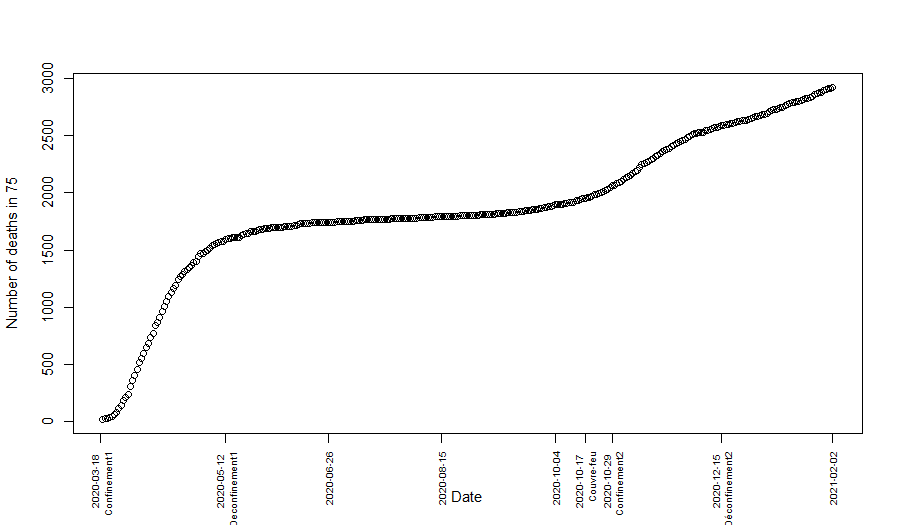 3000
2500
2000
1500
1000
500
0
Number of deaths in 75
2020-03-18
Confinement1
2020-05-12
Déconfinement1
2020-06-26
2020-08-15
2020-10-04
2020-10-17
Couvre-feu
2020-10-29
Confinement2
2020-12-15
Déconfinement2
2021-02-02
Date